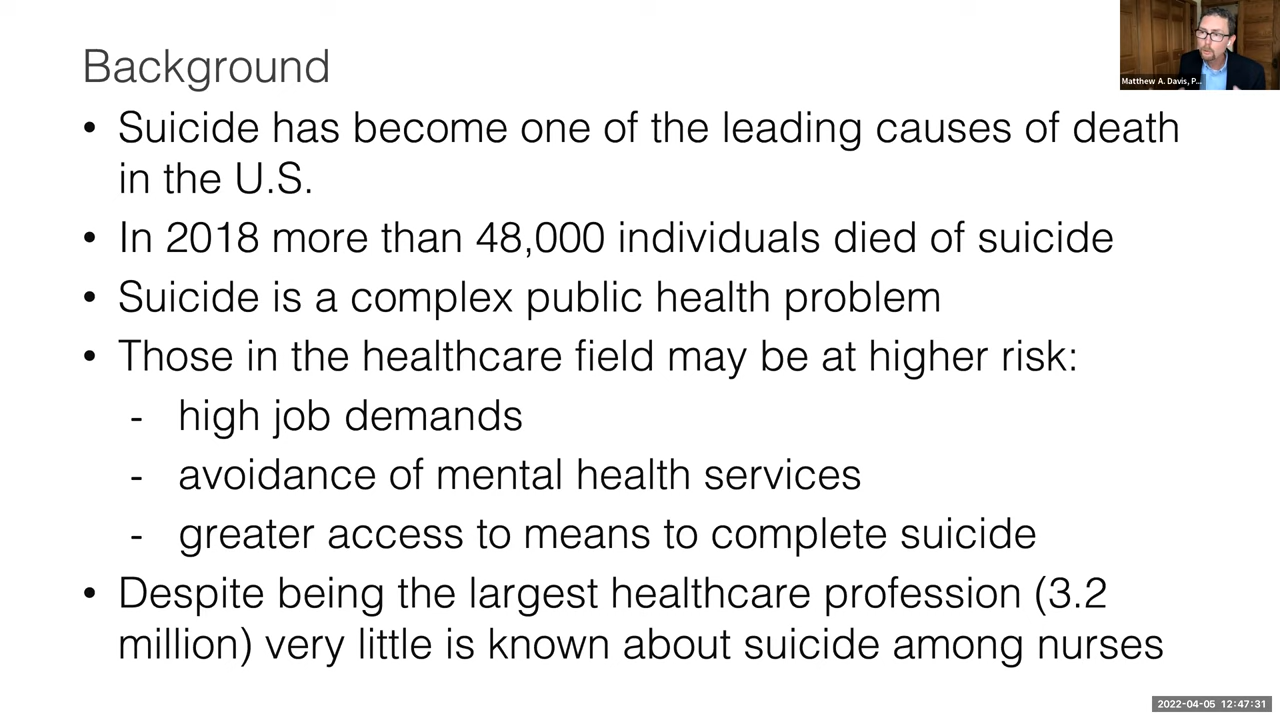 Background
• Suicide has become one of the leading causes of death
in the U.S.
• In 2018 more than 48,000 individuals died of suicide
• Suicide is a complex public health problem
• Those in the healthcare field may be at higher risk:
- high job demands
- avoidance of mental health services
- greater access to means to complete suicide
• Despite being the largest healthcare profession (3.2
million) very little is known about suicide among nurses
Matthew A. Davis, P...
2022-04-05 12:47:31